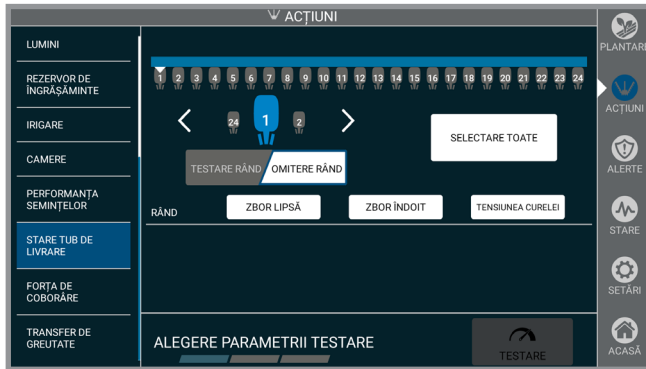 ACȚIUNI
LUMINI
REZERVOR DE
ÎNGRĂȘĂMINTE
IRIGARE
CAMERE
PERFORMANȚA
SEMINȚELOR
STARE TUB DE
LIVRARE
FORȚA DE
COBORÂRE
TRANSFER DE
GREUTATE
1 2 3 4 5 6 7 8 9 10 11 12 13 14 15 16 17 18 19 20 21 22 23 24
24 1 2
SELECTARE TOATE
TESTARE RÂND OMITERE RÂND
RÂND ZBOR LIPSĂ ZBOR ÎNDOIT TENSIUNEA CURELEI
ALEGERE PARAMETRII TESTARE
TESTARE
PLANTARE
ACȚIUNI
ALERTE
STARE
SETĂRI
ACASĂ